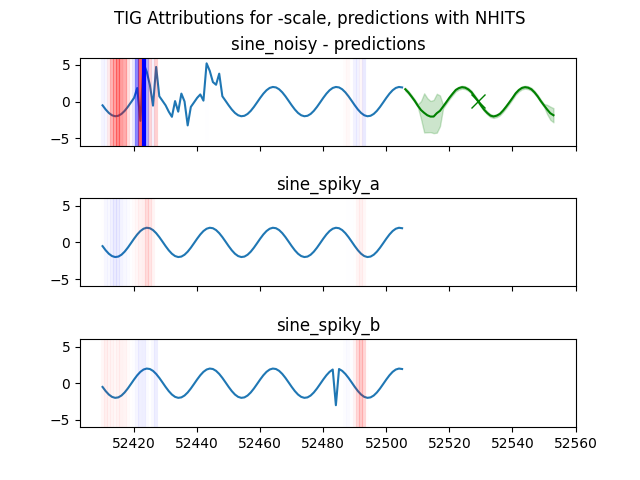 TIG Attributions for -scale, predictions with NHITS
sine_noisy - predictions
5
0
−5
sine_spiky_a
5
0
−5
sine_spiky_b
5
0
−5
52420 52440 52460 52480 52500 52520 52540 52560